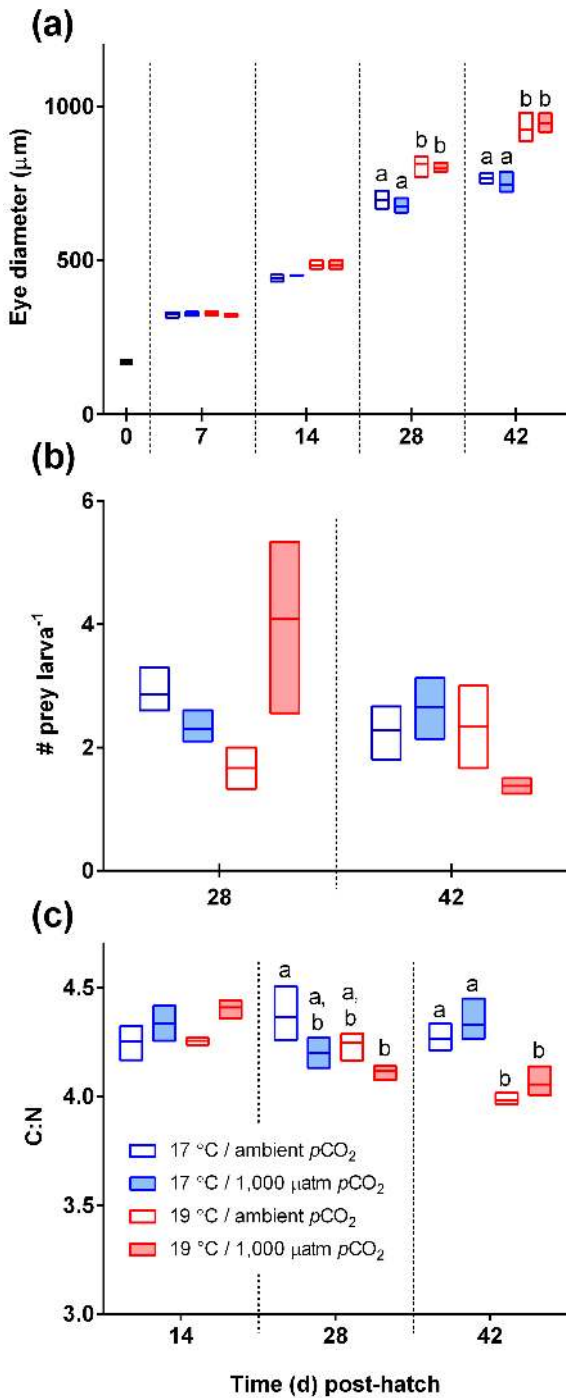 (a)
1000
500
0
Eye diameter (μm)
a a b b
a a b b
0 7 14 28 42
(b)
6
4
2
0
# prey larva⁻¹
28 42
(c)
4.5
4.0
3.5
3.0
C:N
a
a,
b
a,
b
b
a
a
b
b
17 °C / ambient pCO₂
17 °C / 1,000 μatm pCO₂
19 °C / ambient pCO₂
19 °C / 1,000 μatm pCO₂
14 28 42
Time (d) post-hatch